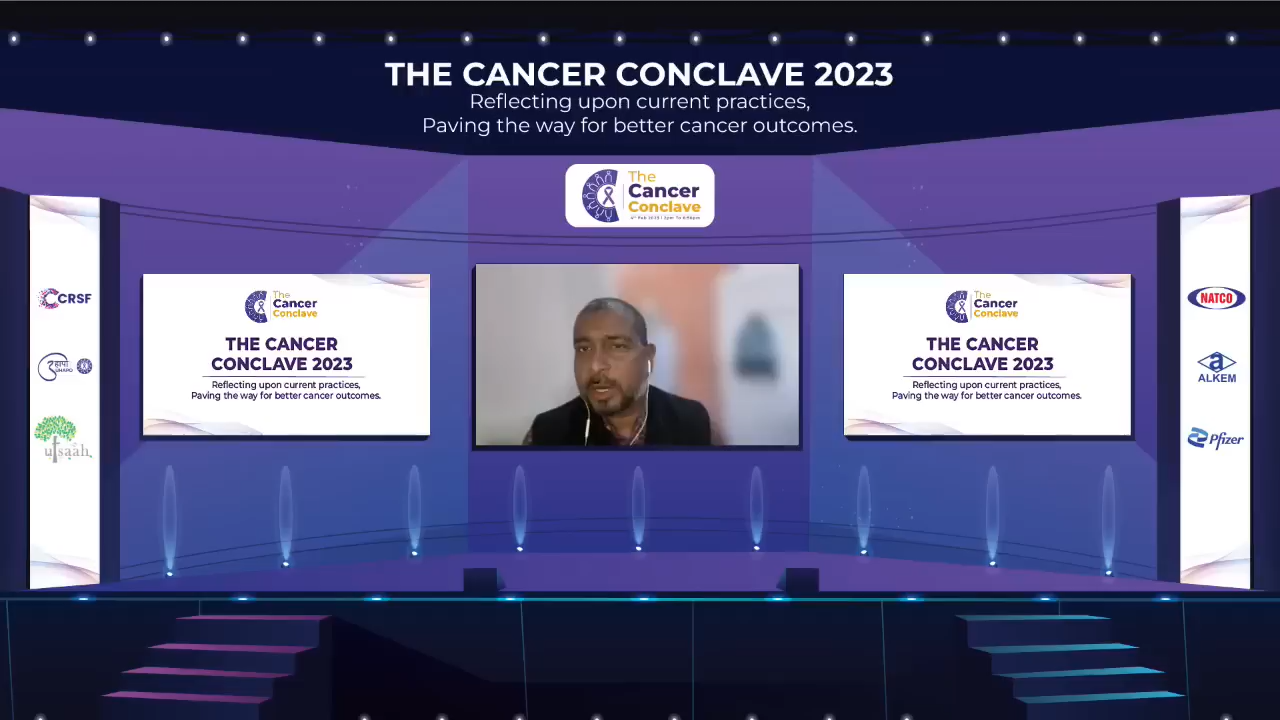 THE CANCER CONCLAVE 2023
Reflecting upon current practices,
Paving the way for better cancer outcomes.
The
Cancer
Conclave
The
Cancer
Conclave
THE CANCER
CONCLAVE 2023
Reflecting upon current practices,
Paving the way for better cancer outcomes.
The
Cancer
Conclave
THE CANCER
CONCLAVE 2023
Reflecting upon current practices,
Paving the way for better cancer outcomes.
CRSF
उहापो
UHAPO
utsaah
NATCO
a
ALKEM
Pfizer